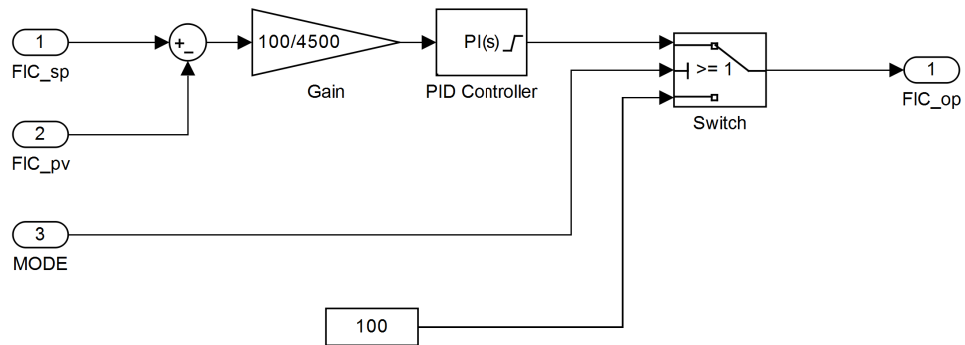 1
FIC_sp
+
−
100/4500
Gain
PI(s)
PID Controller
>= 1
Switch
1
FIC_op
2
FIC_pv
3
MODE
100